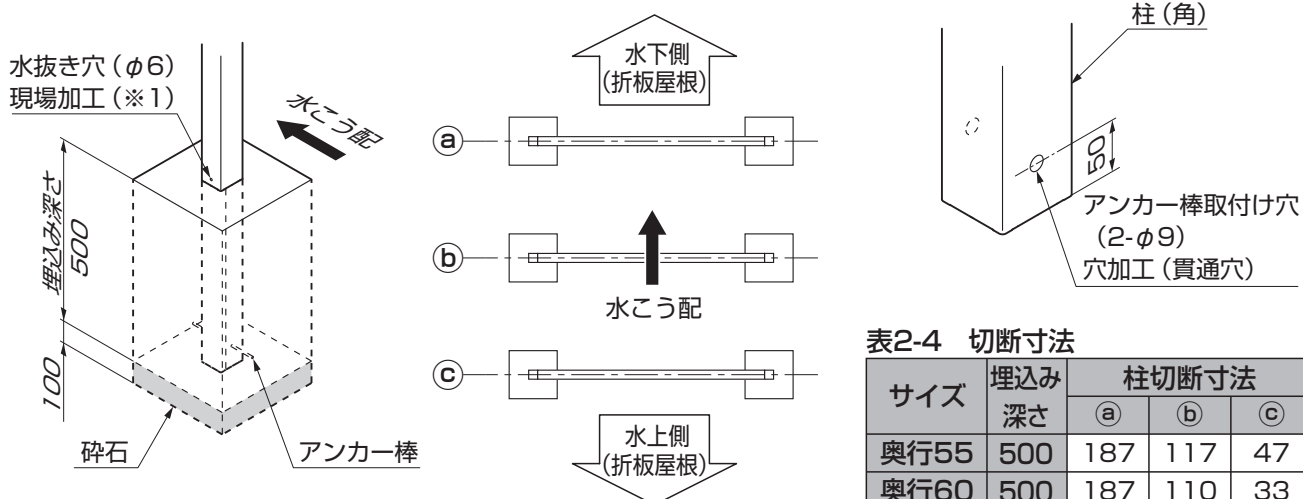 水抜き穴(φ6)
現場加工(※1)
水こう配
埋込み深さ
500
100
砕石
アンカー棒
水下側
(折板屋根)
ⓐ
ⓑ
水こう配
ⓒ
水上側
(折板屋根)
柱(角)
50
アンカー棒取付け穴
(2-φ9)
穴加工(貫通穴)
表2-4 切断寸法
サイズ 埋込み深さ 柱切断寸法
ⓐ ⓑ ⓒ
奥行55 500 187 117 47
奥行60 500 187 110 33